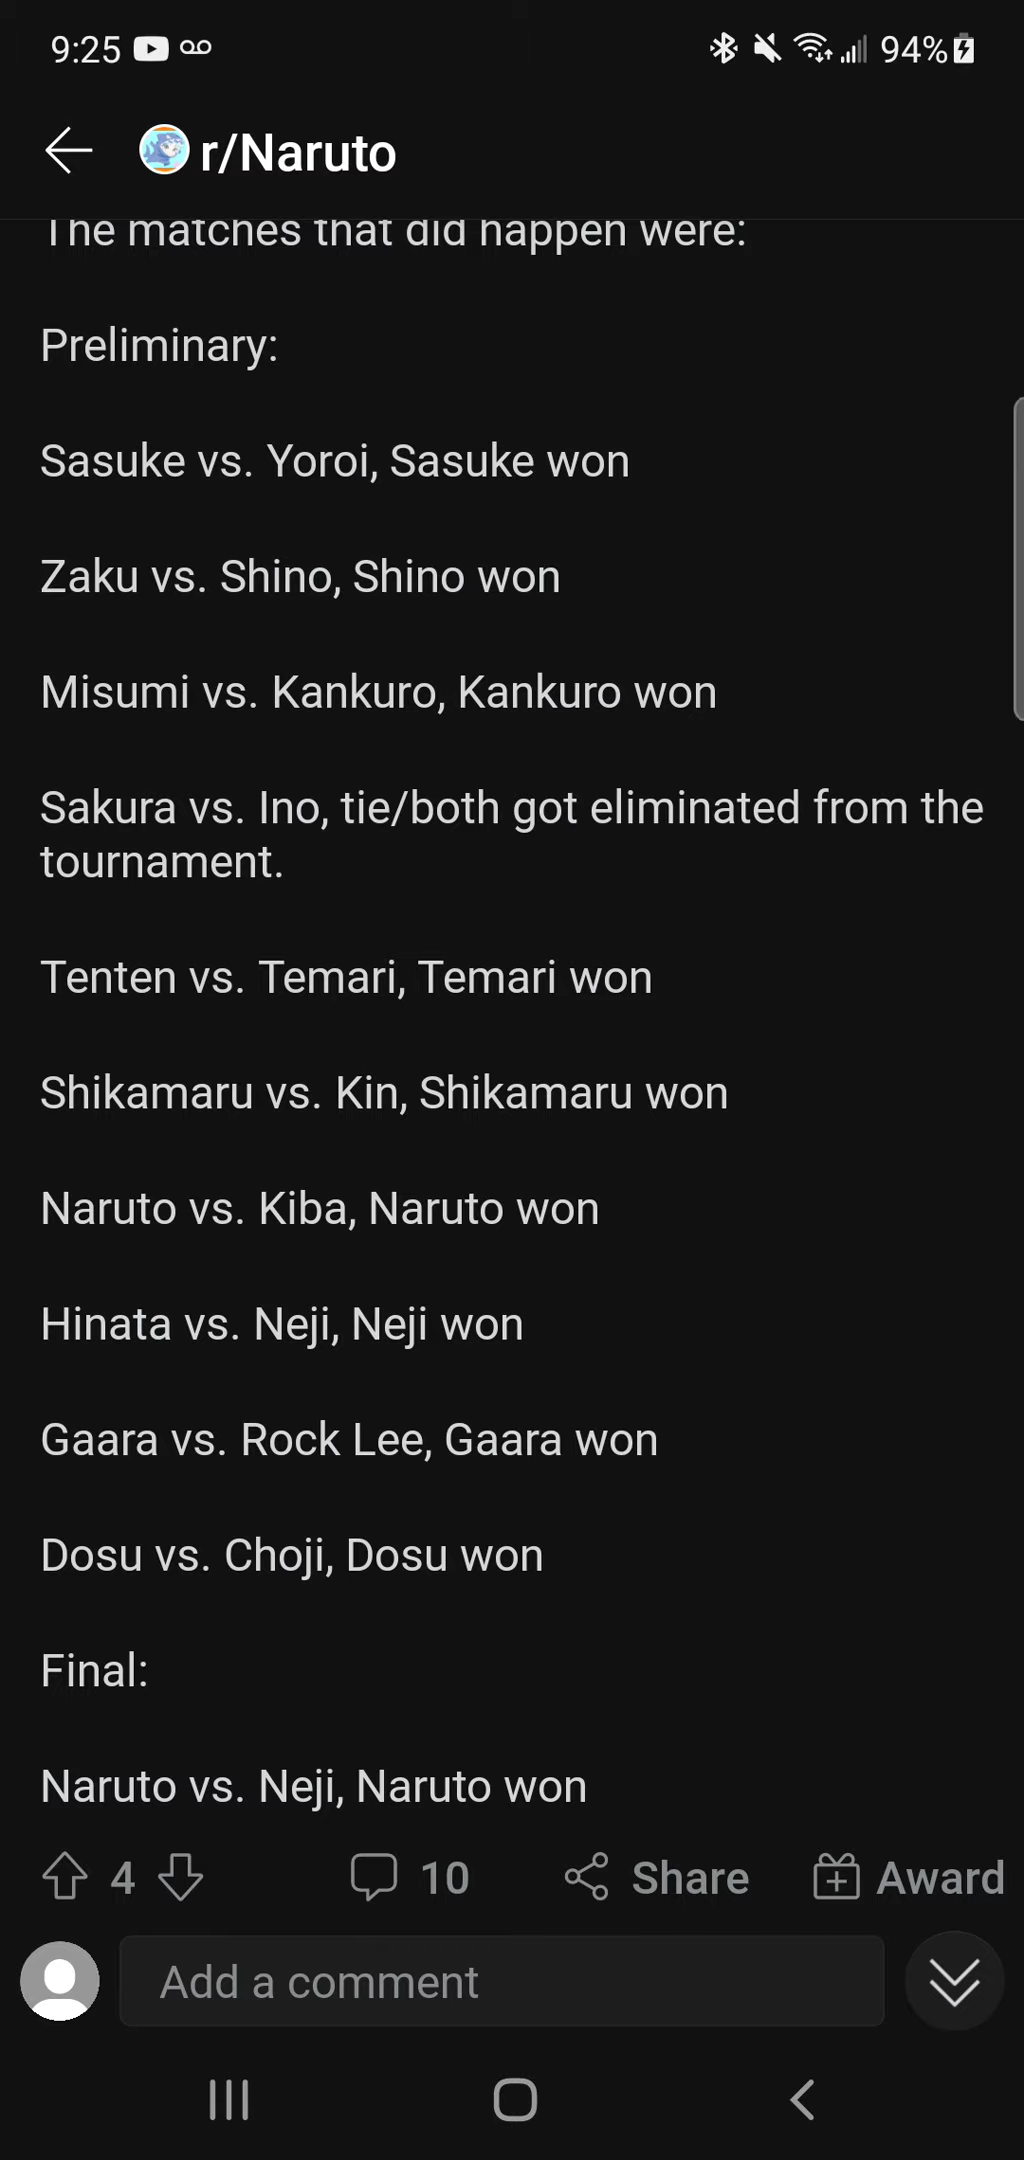 9:25
94%
r/Naruto
The matches that did happen were:
Preliminary:
Sasuke vs. Yoroi, Sasuke won
Zaku vs. Shino, Shino won
Misumi vs. Kankuro, Kankuro won
Sakura vs. Ino, tie/both got eliminated from the
tournament.
Tenten vs. Temari, Temari won
Shikamaru vs. Kin, Shikamaru won
Naruto vs. Kiba, Naruto won
Hinata vs. Neji, Neji won
Gaara vs. Rock Lee, Gaara won
Dosu vs. Choji, Dosu won
Final:
Naruto vs. Neji, Naruto won
4 10 Share Award
Add a comment